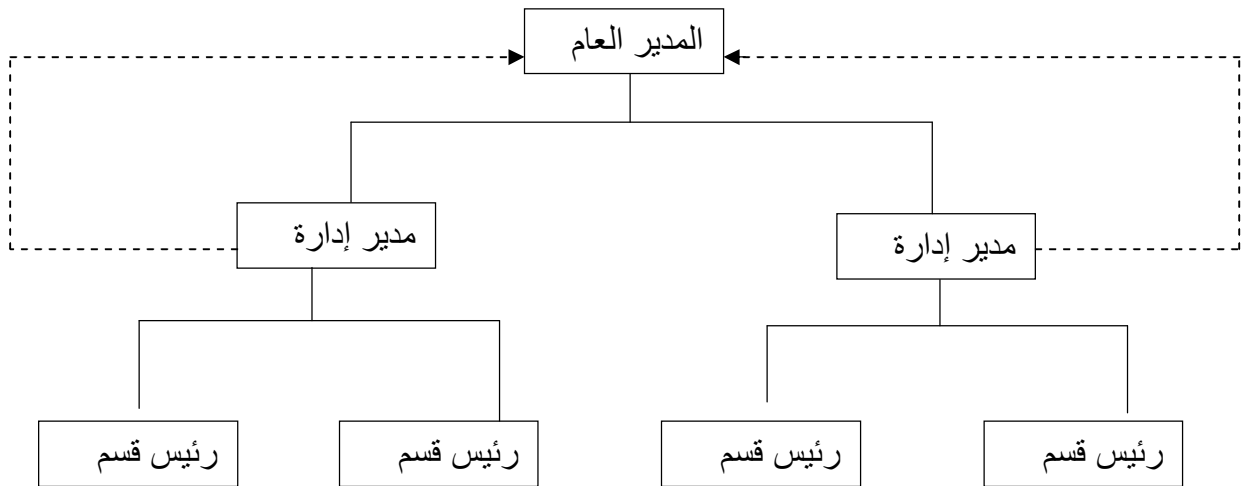 المدير العام
مدير إدارة
مدير إدارة
رئيس قسم
رئيس قسم
رئيس قسم
رئيس قسم